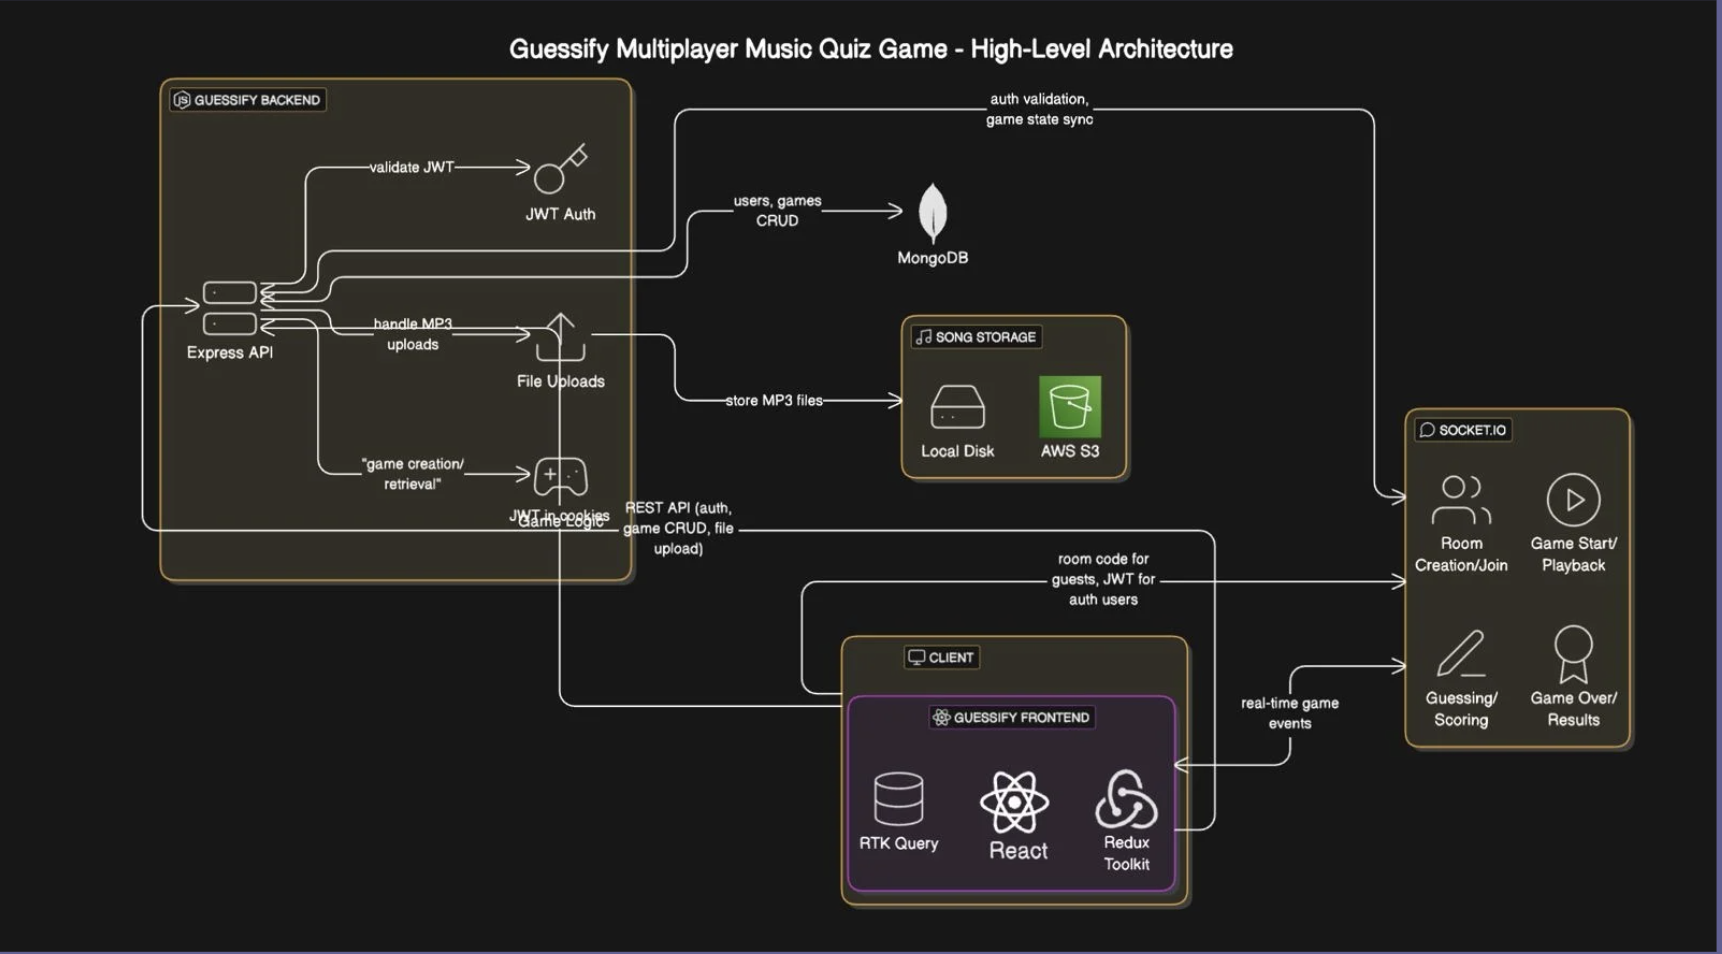 Guessify Multiplayer Music Quiz Game - High-Level Architecture
GUESSIFY BACKEND
auth validation,
game state sync
validate JWT
JWT Auth
users, games
CRUD
MongoDB
Express API
handle MP3
uploads
File Uploads
SONG STORAGE
store MP3 files
Local Disk
AWS S3
"game creation/
retrieval"
JWT in cookies
Game Logic
REST API (auth,
game CRUD, file
upload)
SOCKET.IO
Room
Creation/Join
Game Start/
Playback
Guessing/
Scoring
Game Over/
Results
room code for
guests, JWT for
auth users
CLIENT
GUESSIFY FRONTEND
real-time game
events
RTK Query
React
Redux
Toolkit